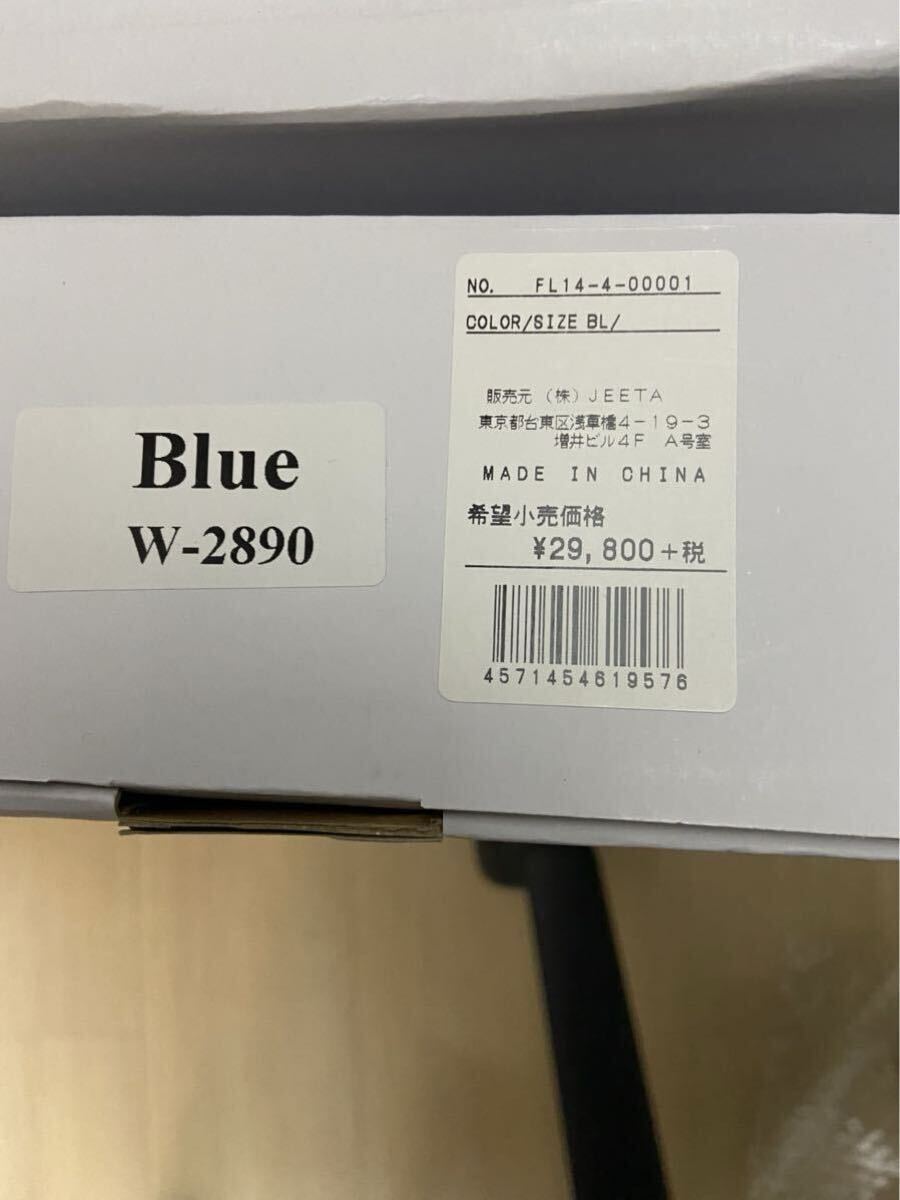 Blue
W-2890
NO. FL14-4-00001
COLOR/SIZE BL/
販売元 (株) JEETA
東京都台東区浅草橋4-19-3
増井ビル4F A号室
MADE IN CHINA
希望小売価格
¥29,800+税
4571454619576